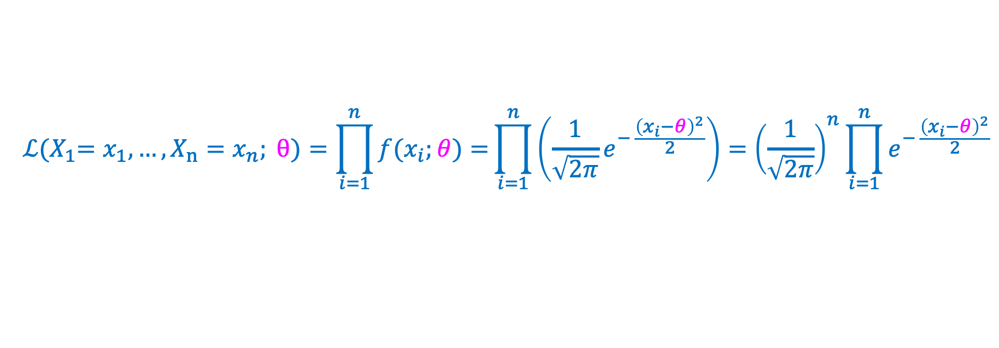 ℒ(X₁= x₁, … , Xₙ = xₙ; θ) = ∏ᵢ₌₁ⁿ f(xᵢ; θ) = ∏ᵢ₌₁ⁿ (1/√(2π) e^(−(xᵢ−θ)²/2)) = (1/√(2π))ⁿ ∏ᵢ₌₁ⁿ e^(−(xᵢ−θ)²/2)